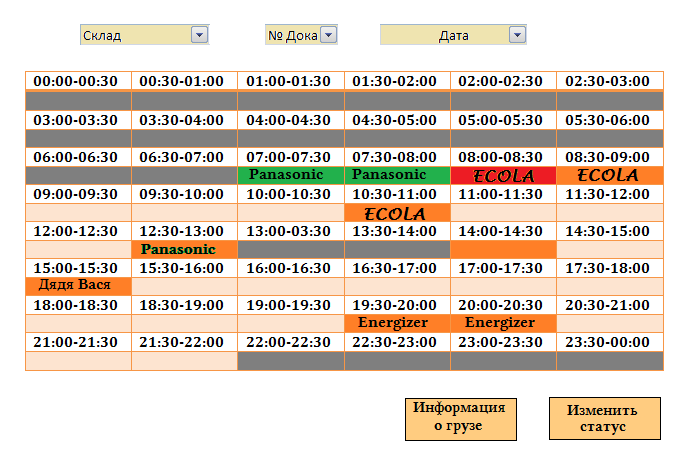 Склад № Дока Дата
00:00-00:30 00:30-01:00 01:00-01:30 01:30-02:00 02:00-02:30 02:30-03:00
03:00-03:30 03:30-04:00 04:00-04:30 04:30-05:00 05:00-05:30 05:30-06:00
06:00-06:30 06:30-07:00 07:00-07:30 07:30-08:00 08:00-08:30 08:30-09:00
Panasonic Panasonic ECOLA ECOLA
09:00-09:30 09:30-10:00 10:00-10:30 10:30-11:00 11:00-11:30 11:30-12:00
ECOLA
12:00-12:30 12:30-13:00 13:00-03:30 13:30-14:00 14:00-14:30 14:30-15:00
Panasonic
15:00-15:30 15:30-16:00 16:00-16:30 16:30-17:00 17:00-17:30 17:30-18:00
Дядя Вася
18:00-18:30 18:30-19:00 19:00-19:30 19:30-20:00 20:00-20:30 20:30-21:00
Energizer Energizer
21:00-21:30 21:30-22:00 22:00-22:30 22:30-23:00 23:00-23:30 23:30-00:00
Информация
о грузе
Изменить
статус